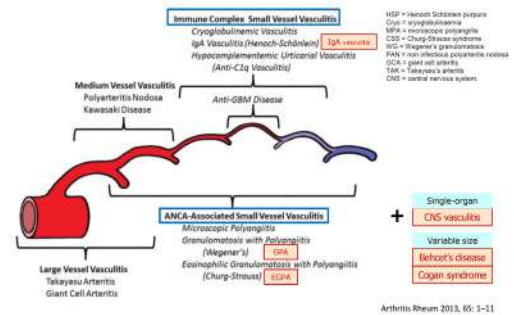 Immune Complex Small Vessel Vasculitis
Cryoglobulinemic Vasculitis
IgA Vasculitis (Henoch-Schönlein)
IgA vasculitis
Hypocomplementemic Urticarial Vasculitis
(Anti-C1q Vasculitis)
HSP = Henoch Schönlein purpura
Cryo = cryoglobulinaemia
MPA = microscopic polyangiitis
CSS = Churg-Strauss syndrome
WG = Wegener's granulomatosis
PAN = non infectious polyarteritis nodosa
GCA = giant cell arteritis
TAK = Takayasu's arteritis
CNS = central nervous system
Medium Vessel Vasculitis
Polyarteritis Nodosa
Kawasaki Disease
Anti-GBM Disease
ANCA-Associated Small Vessel Vasculitis
Microscopic Polyangiitis
Granulomatosis with Polyangiitis
(Wegener's)
GPA
Eosinophilic Granulomatosis with Polyangiitis
(Churg-Strauss)
EGPA
Large Vessel Vasculitis
Takayasu Arteritis
Giant Cell Arteritis
+
Single-organ
CNS vasculitis
Variable size
Behcet's disease
Cogan syndrome
Arthritis Rheum 2013, 65: 1–11